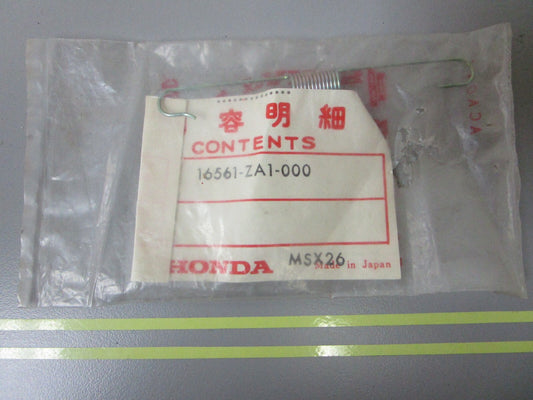 容明細
CONTENTS
16561-ZA1-000
HONDA MSX26
Made in Japan